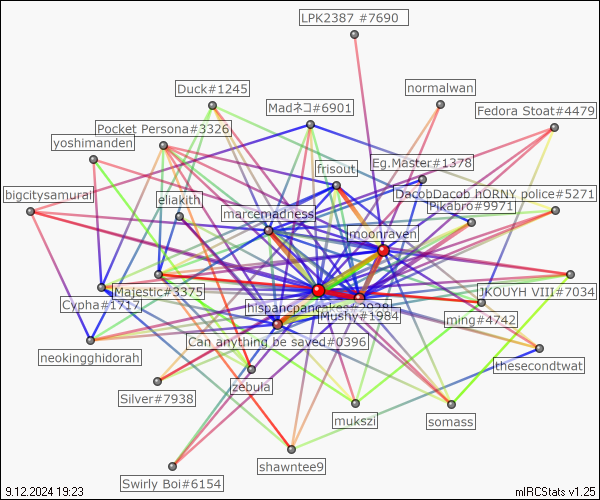 LPK2387 #7690
Duck#1245
normalwan
Madネコ#6901
Fedora Stoat#4479
Pocket Persona#3326
yoshimanden
Eg.Master#1378
frisout
bigcitysamurai
eliakith
DacobDacob hORNY police#5271
Pikabro#9971
marcemadness
moonraven
Majestic#3375
JKOUYH VIII#7034
Cypha#1717
Mushy#1984
ming#4742
Can anything be saved#0396
neokingghidorah
thesecondtwat
zebula
Silver#7938
mukszi
somass
shawntee9
Swirly Boi#6154
9.12.2024 19:23
mIRCStats v1.25